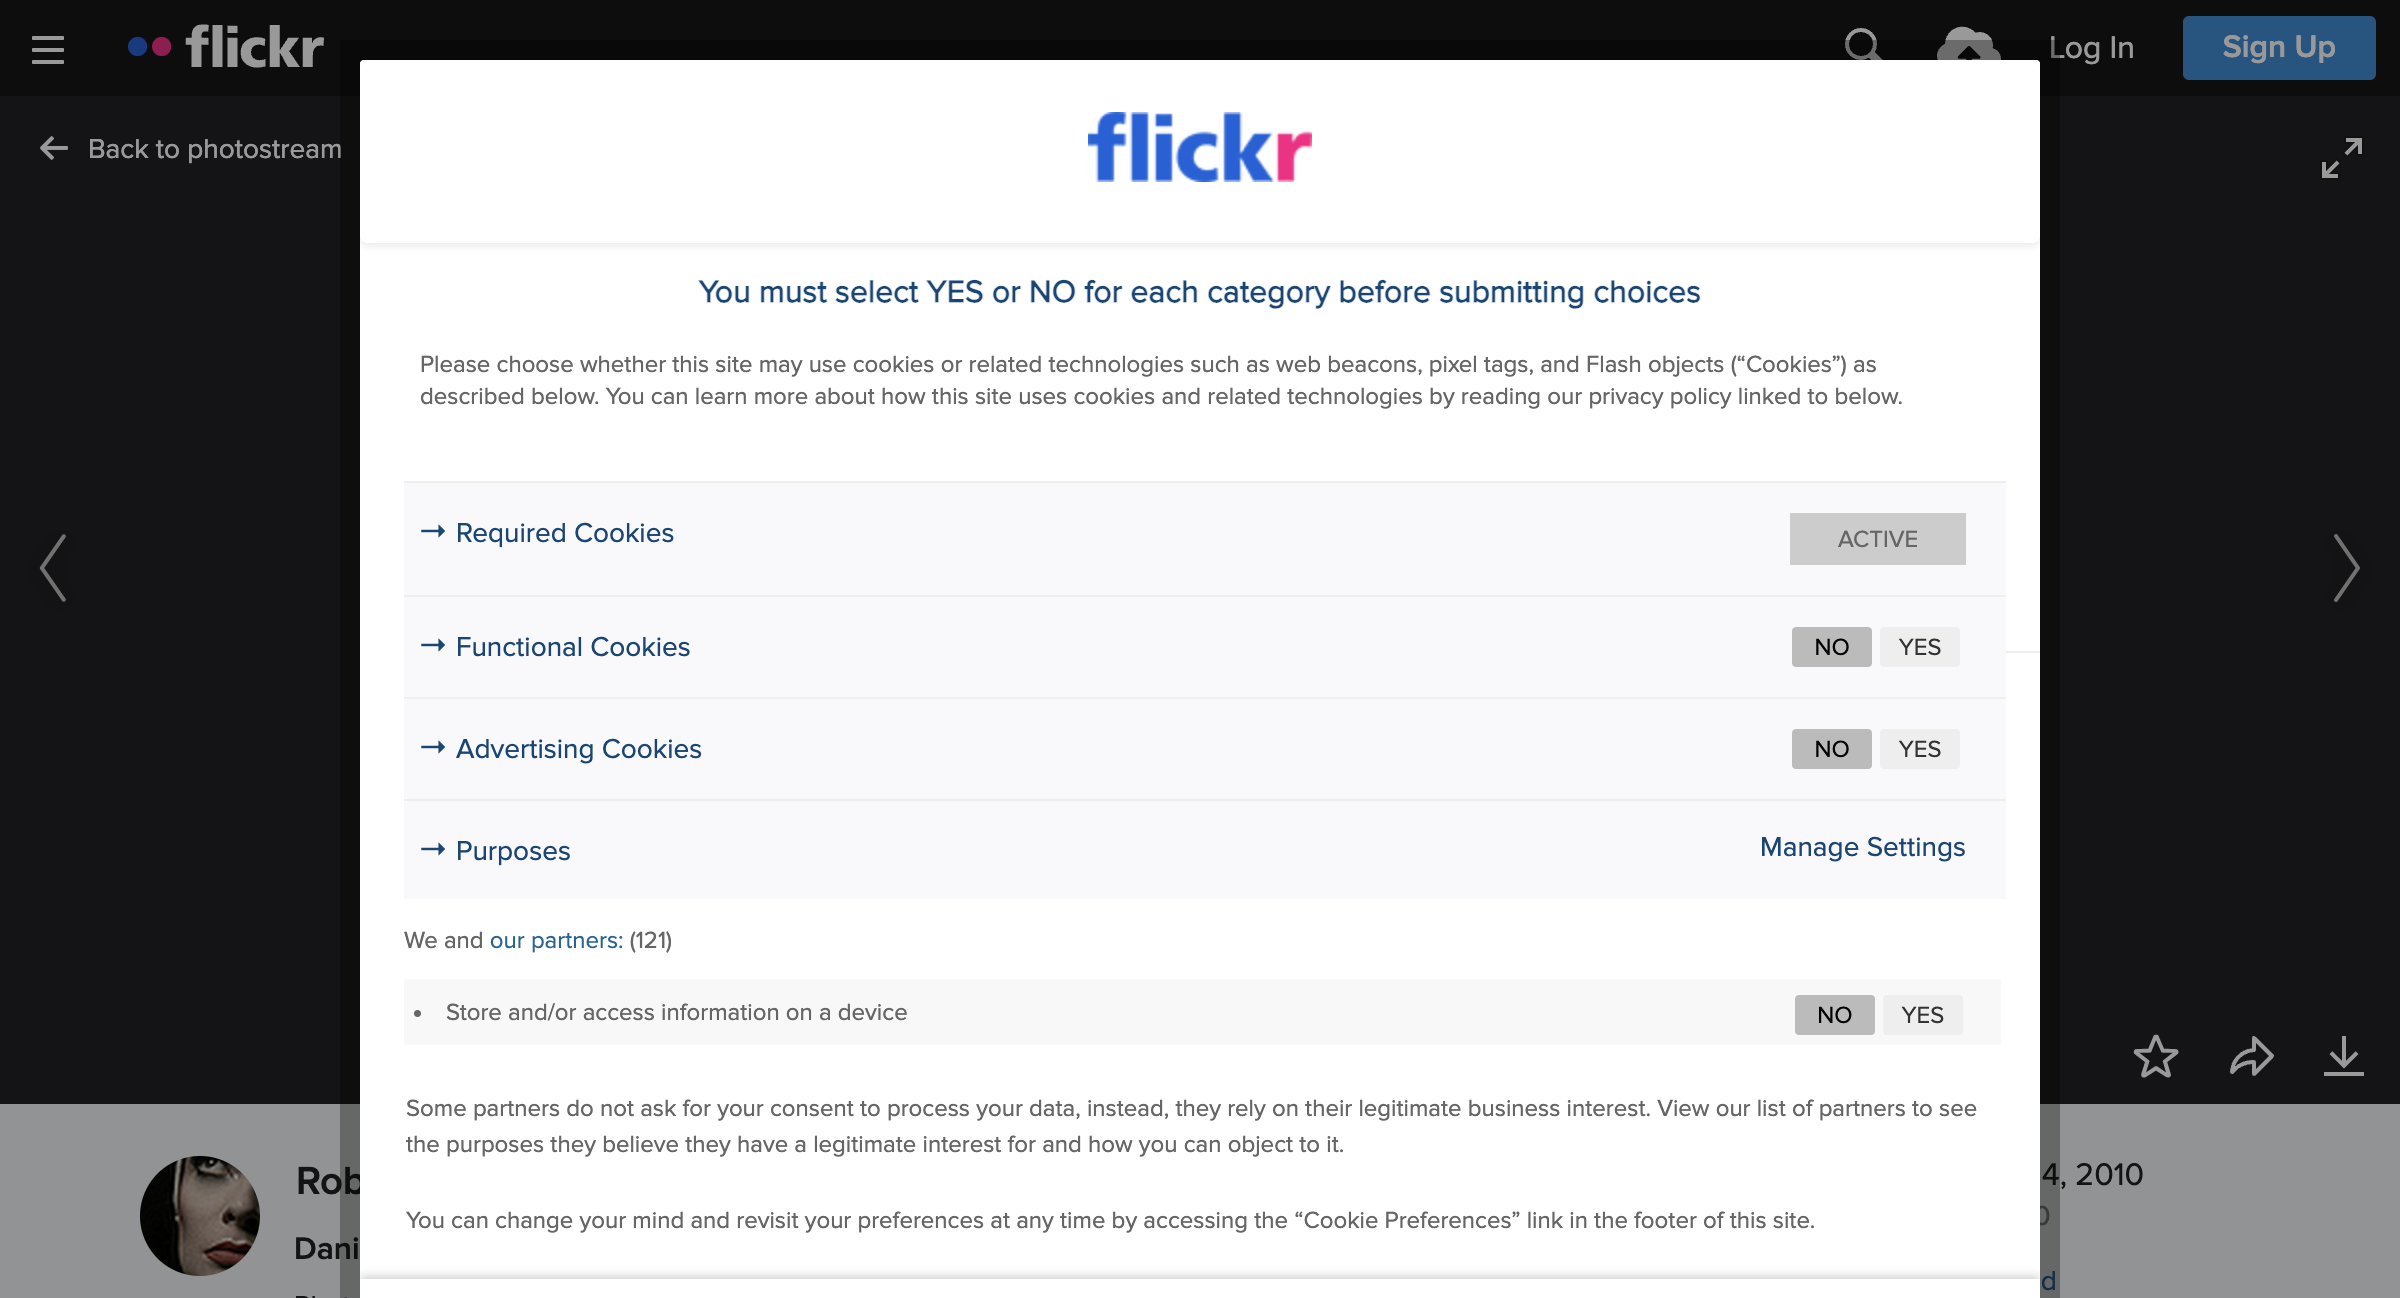 flickr
Log In
Sign Up
Back to photostream
flickr
You must select YES or NO for each category before submitting choices
Please choose whether this site may use cookies or related technologies such as web beacons, pixel tags, and Flash objects (“Cookies”) as
described below. You can learn more about how this site uses cookies and related technologies by reading our privacy policy linked to below.
Required Cookies
ACTIVE
Functional Cookies
NO
YES
Advertising Cookies
NO
YES
Purposes
Manage Settings
We and our partners: (121)
• Store and/or access information on a device
NO
YES
Some partners do not ask for your consent to process your data, instead, they rely on their legitimate business interest. View our list of partners to see
the purposes they believe they have a legitimate interest for and how you can object to it.
You can change your mind and revisit your preferences at any time by accessing the “Cookie Preferences” link in the footer of this site.
Rob
Dani
4, 2010
d